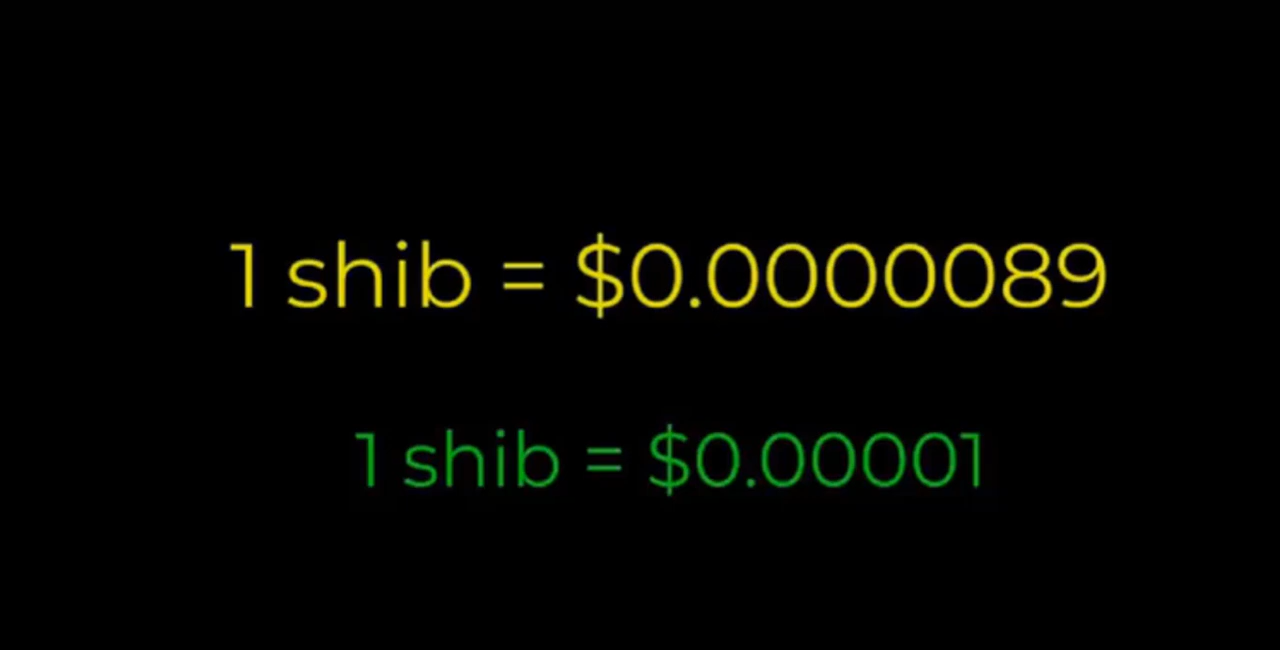 1 shib = $0.0000089
1 shib = $0.00001